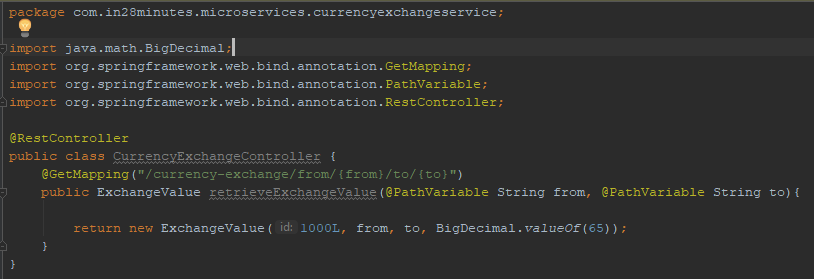 package com.in28minutes.microservices.currencyexchangeservice;
import java.math.BigDecimal;
import org.springframework.web.bind.annotation.GetMapping;
import org.springframework.web.bind.annotation.PathVariable;
import org.springframework.web.bind.annotation.RestController;
@RestController
public class CurrencyExchangeController {
@GetMapping("/currency-exchange/from/{from}/to/{to}")
public ExchangeValue retrieveExchangeValue(@PathVariable String from, @PathVariable String to){
return new ExchangeValue( id: 1000L, from, to, BigDecimal.valueOf(65));
}
}